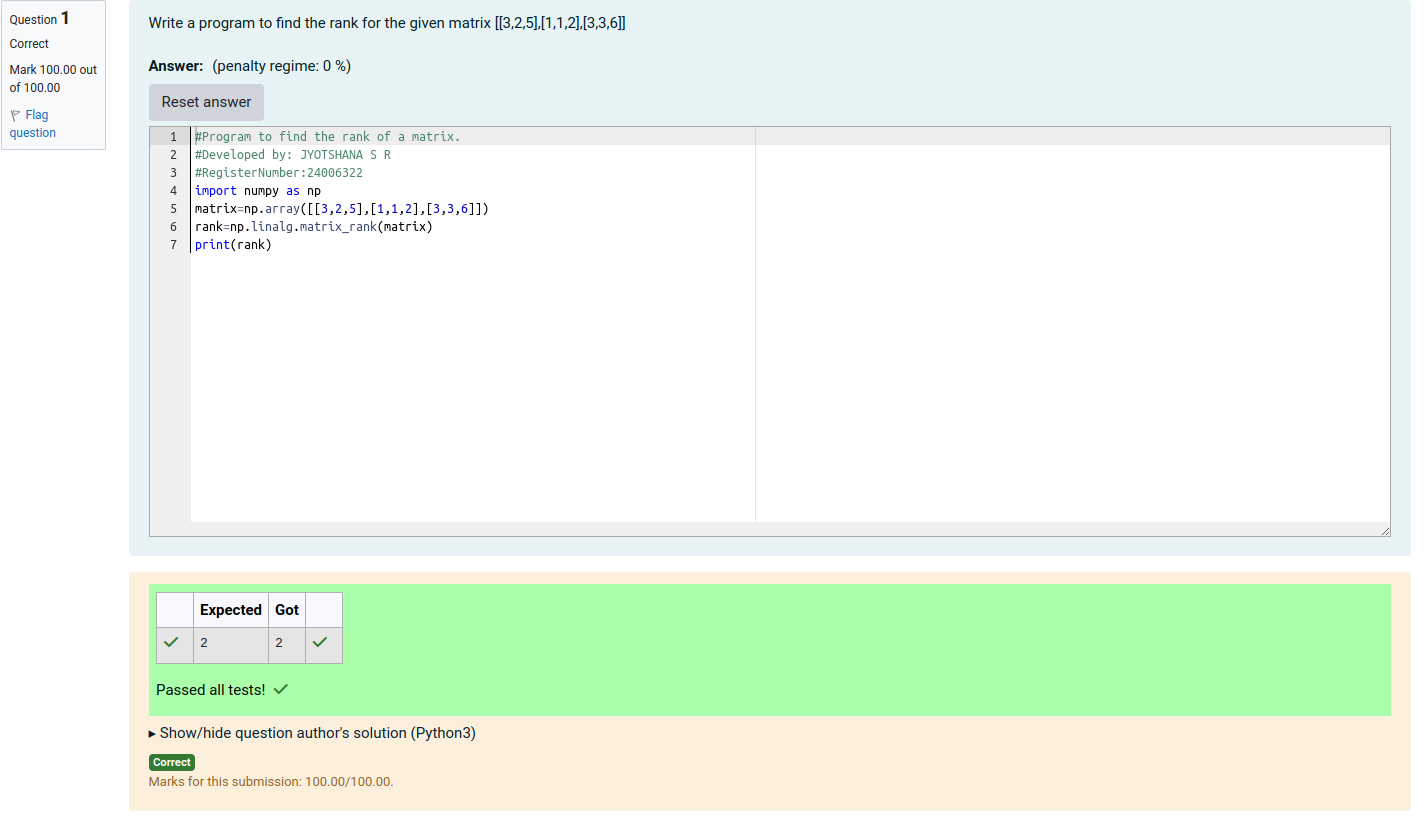 Question 1
Correct
Mark 100.00 out
of 100.00
Flag
question
Write a program to find the rank for the given matrix [[3,2,5],[1,1,2],[3,3,6]]
Answer: (penalty regime: 0 %)
Reset answer
1 #Program to find the rank of a matrix.
2 #Developed by: JYOTSHANA S R
3 #RegisterNumber:24006322
4 import numpy as np
5 matrix=np.array([[3,2,5],[1,1,2],[3,3,6]])
6 rank=np.linalg.matrix_rank(matrix)
7 print(rank)
Expected Got
2 2
Passed all tests!
Show/hide question author's solution (Python3)
Correct
Marks for this submission: 100.00/100.00.